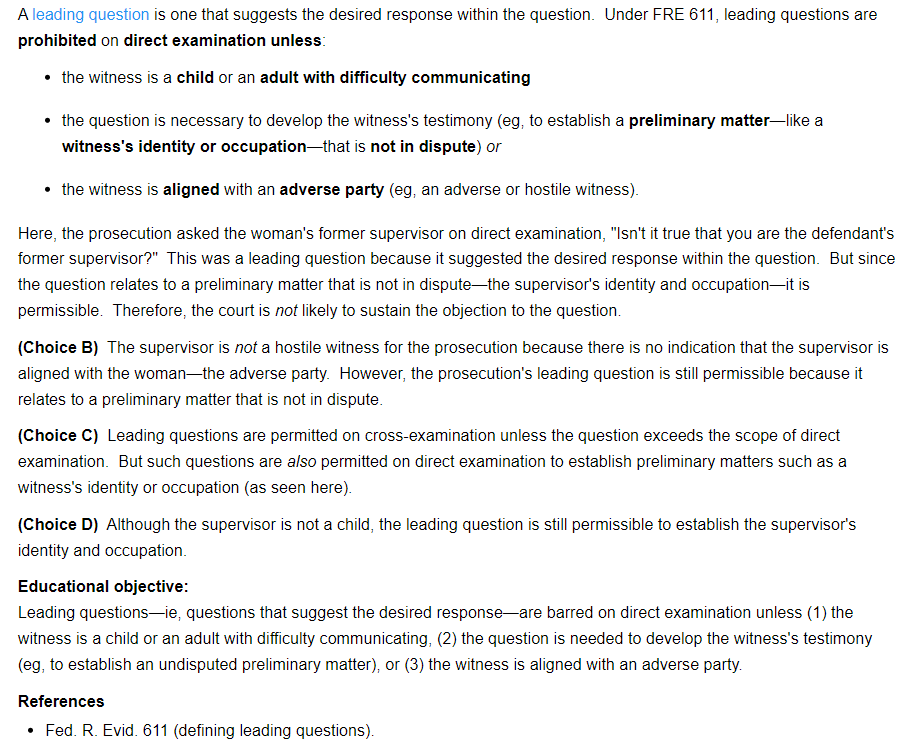 A leading question is one that suggests the desired response within the question.  Under FRE 611, leading questions are
prohibited on direct examination unless:
• the witness is a child or an adult with difficulty communicating
• the question is necessary to develop the witness's testimony (eg, to establish a preliminary matter—like a
witness's identity or occupation—that is not in dispute) or
• the witness is aligned with an adverse party (eg, an adverse or hostile witness).
Here, the prosecution asked the woman's former supervisor on direct examination, "Isn't it true that you are the defendant's
former supervisor?"  This was a leading question because it suggested the desired response within the question.  But since
the question relates to a preliminary matter that is not in dispute—the supervisor's identity and occupation—it is
permissible.  Therefore, the court is not likely to sustain the objection to the question.
(Choice B)  The supervisor is not a hostile witness for the prosecution because there is no indication that the supervisor is
aligned with the woman—the adverse party.  However, the prosecution's leading question is still permissible because it
relates to a preliminary matter that is not in dispute.
(Choice C)  Leading questions are permitted on cross-examination unless the question exceeds the scope of direct
examination.  But such questions are also permitted on direct examination to establish preliminary matters such as a
witness's identity or occupation (as seen here).
(Choice D)  Although the supervisor is not a child, the leading question is still permissible to establish the supervisor's
identity and occupation.
Educational objective:
Leading questions—ie, questions that suggest the desired response—are barred on direct examination unless (1) the
witness is a child or an adult with difficulty communicating, (2) the question is needed to develop the witness's testimony
(eg, to establish an undisputed preliminary matter), or (3) the witness is aligned with an adverse party.
References
• Fed. R. Evid. 611 (defining leading questions).